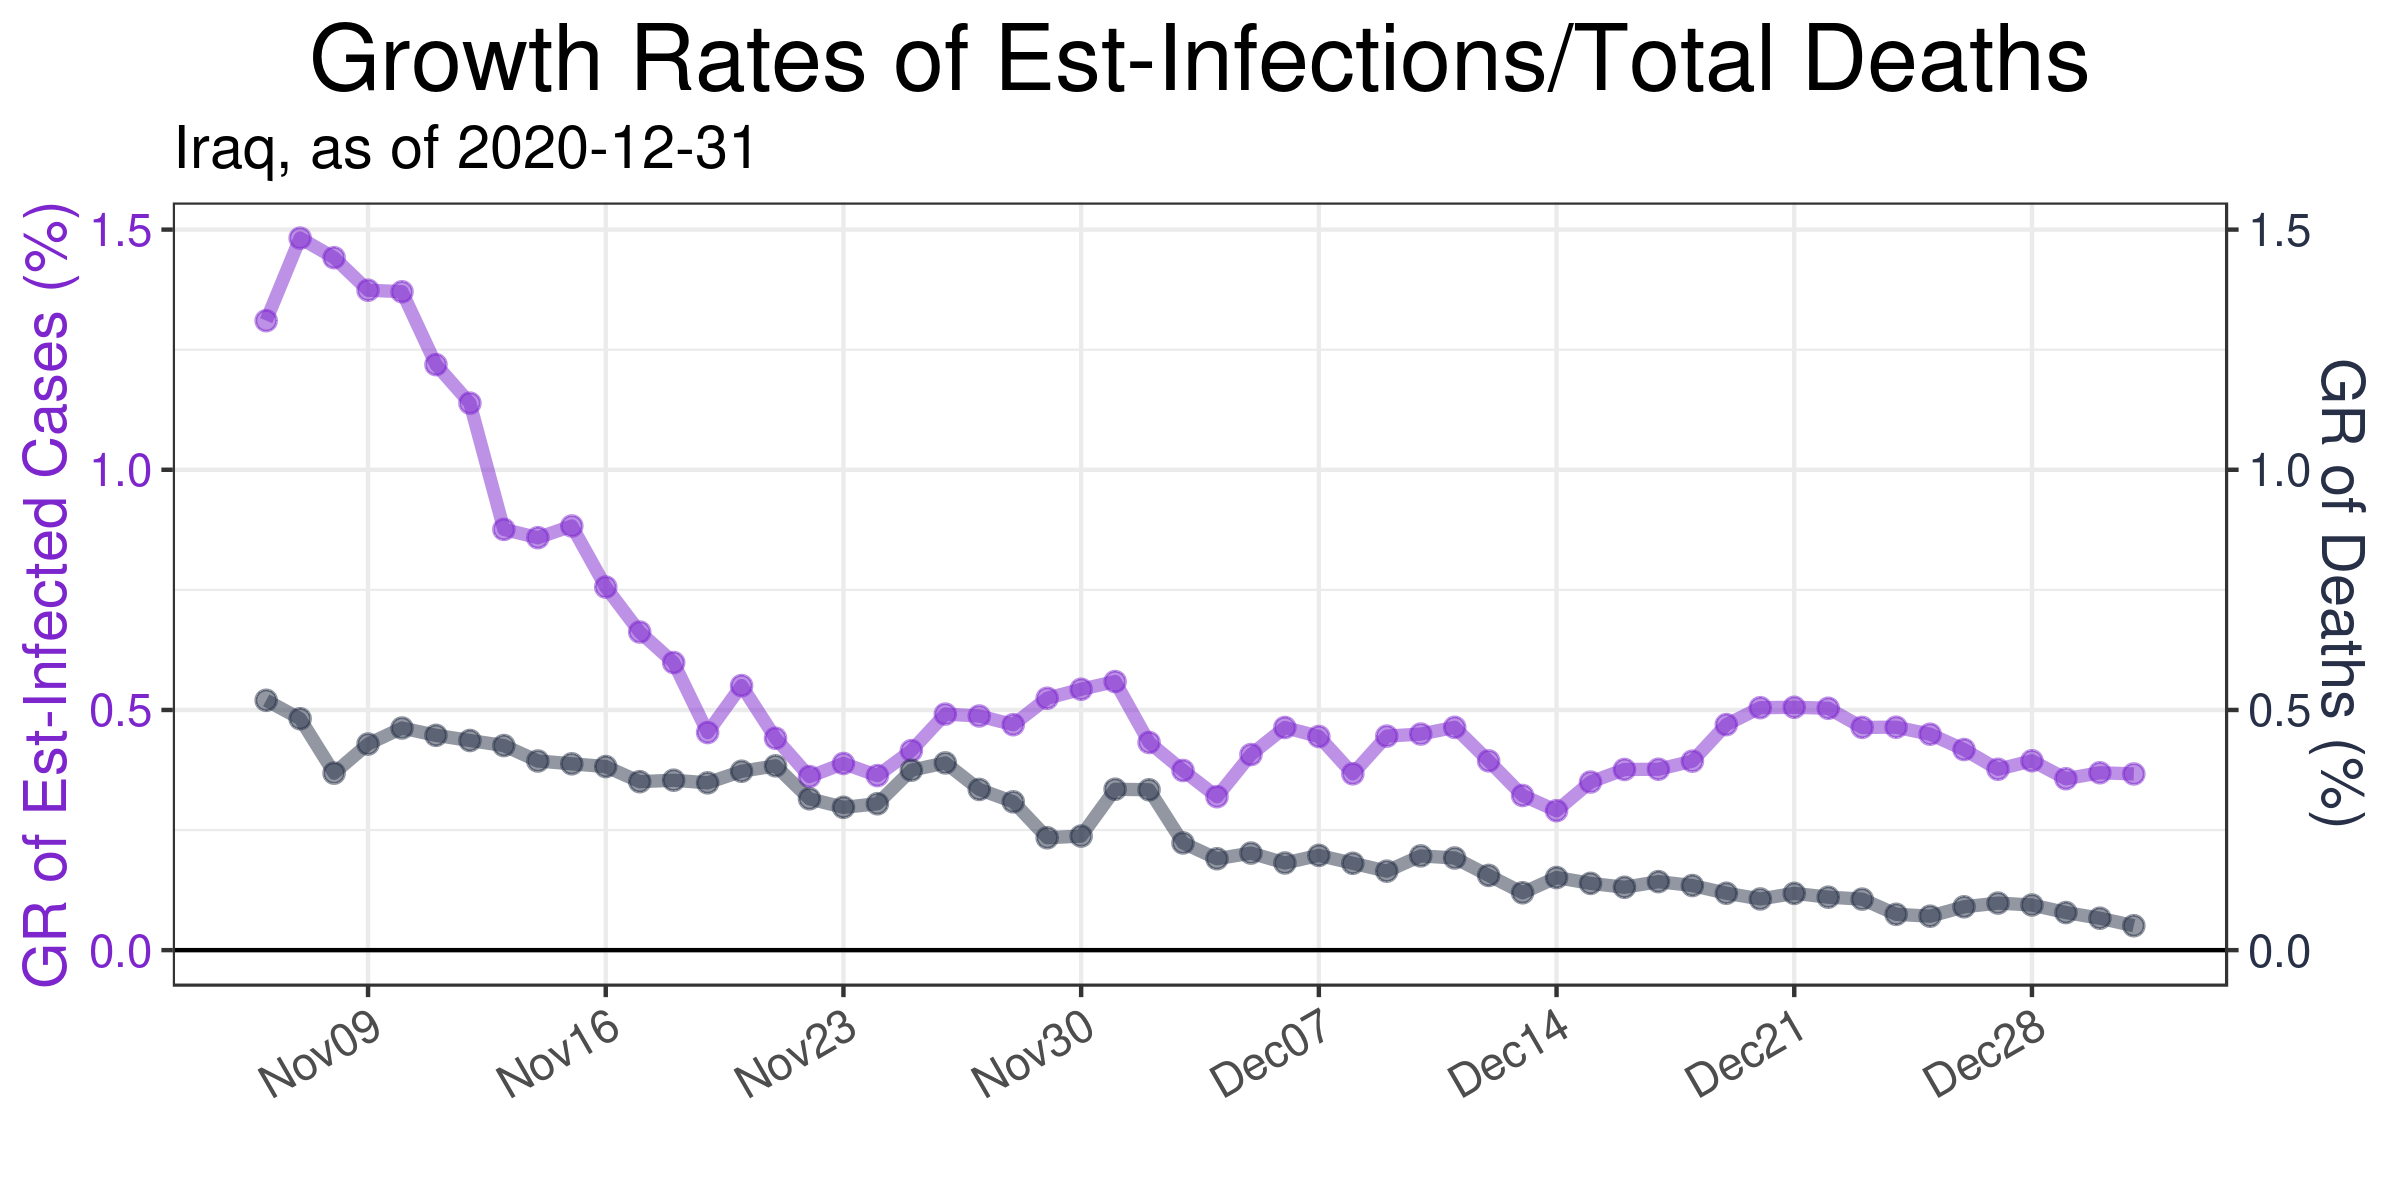 Growth Rates of Est-Infections/Total Deaths
Iraq, as of 2020-12-31
GR of Est-Infected Cases (%)
1.5
1.0
0.5
0.0
1.5
1.0
0.5
0.0
GR of Deaths (%)
Nov09
Nov16
Nov23
Nov30
Dec07
Dec14
Dec21
Dec28